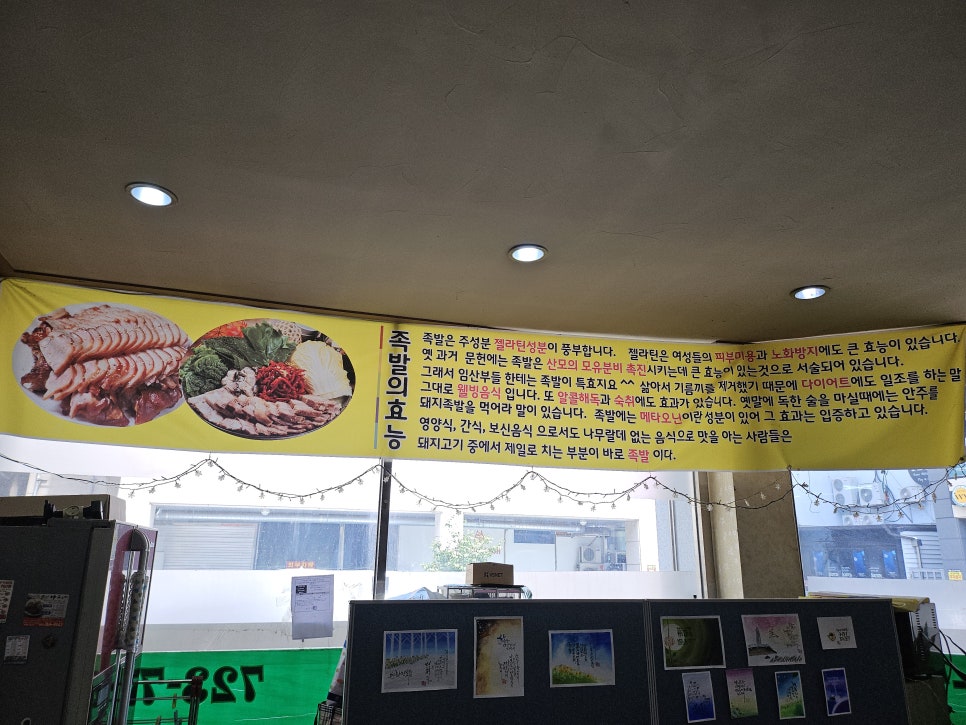 족발의효능
족발은 주성분 젤라틴성분이 풍부합니다. 젤라틴은 여성들의 피부미용과 노화방지에도 큰 효능이 있습니다.
옛 과거 문헌에는 족발은 산모의 모유분비 촉진시키는데 큰 효능이 있는것으로 서술되어 있습니다.
그래서 임산부들 한테는 족발이 특효지요 ^^ 삶아서 기름끼를 제거했기 때문에 다이어트에도 일조를 하는말
그대로 웰빙음식 입니다. 또 알콜해독과 숙취에도 효과가 있습니다. 옛말에 독한 술을 마실때에는 안주를
돼지족발을 먹어라 말이 있습니다. 족발에는 메타오닌이란 성분이 있어 그 효과는 입증하고 있습니다.
영양식, 간식, 보신음식 으로서도 나무랄데 없는 음식으로 맛을 아는 사람들은
돼지고기 중에서 제일로 치는 부분이 바로 족발 이다.
723-7